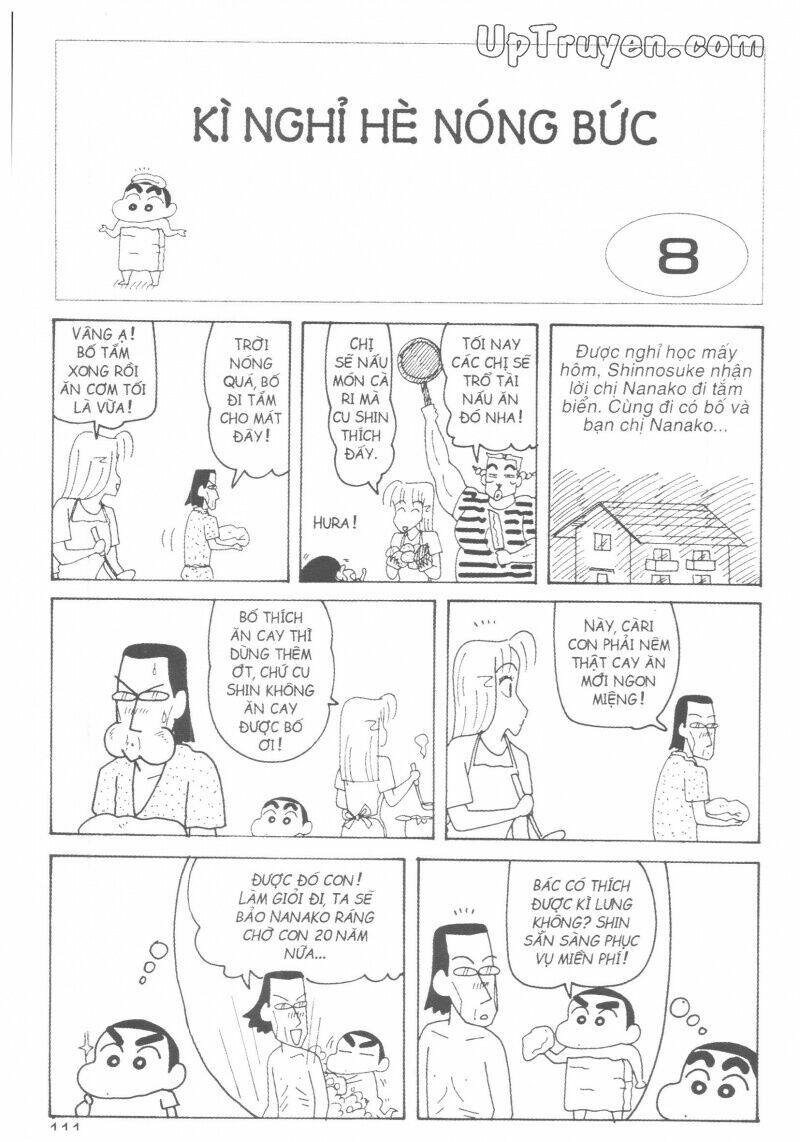 UpTruyen.com
KÌ NGHỈ HÈ NÓNG BỨC
8
Được nghỉ học mấy
hôm, Shinnosuke nhận
lời chị Nanako đi tắm
biển. Cùng đi có bố và
bạn chị Nanako...
TỐI NAY
CÁC CHỊ SẼ
TRỔ TÀI
NẤU ĂN
ĐÓ NHA!
CHỊ
SẼ NẤU
MÓN CÀ
RI MÀ
CU SHIN
THÍCH
ĐẤY.
HURA!
TRỜI
NÓNG
QUÁ, BỐ
ĐI TẮM
CHO MÁT
ĐÂY!
VÂNG Ạ!
BỐ TẮM
XONG RỒI
ĂN CƠM TỐI
LÀ VỪA!
NÀY, CÀRI
CON PHẢI NÊM
THẬT CAY ĂN
MỚI NGON
MIỆNG!
BỐ THÍCH
ĂN CAY THÌ
DÙNG THÊM
ỚT, CHỨ CU
SHIN KHÔNG
ĂN CAY
ĐƯỢC BỐ
ƠI!
BÁC CÓ THÍCH
ĐƯỢC KÌ LƯNG
KHÔNG? SHIN
SẴN SÀNG PHỤC
VỤ MIỄN PHÍ!
ĐƯỢC ĐÓ CON!
LÀM GIỎI ĐI, TA SẼ
BẢO NANAKO RÁNG
CHỜ CON 20 NĂM
NỮA...
111